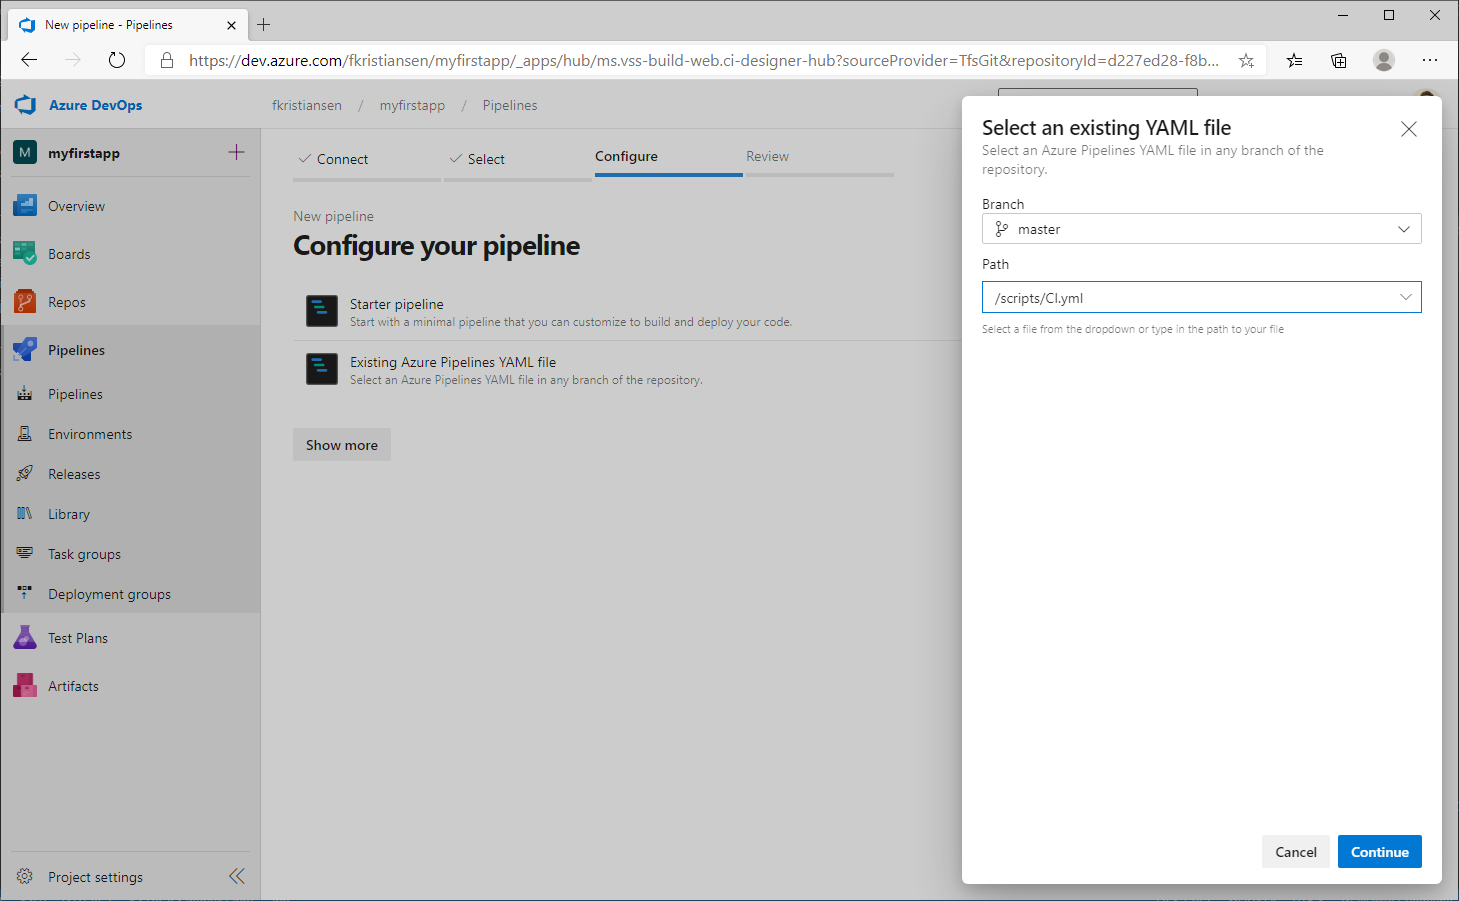 New pipeline - Pipelines
https://dev.azure.com/fkristiansen/myfirstapp/_apps/hub/ms.vss-build-web.ci-designer-hub?sourceProvider=TfsGit&repositoryId=d227ed28-f8b...
Azure DevOps
fkristiansen / myfirstapp / Pipelines
M myfirstapp
Overview
Boards
Repos
Pipelines
Pipelines
Environments
Releases
Library
Task groups
Deployment groups
Test Plans
Artifacts
Project settings
Connect
Select
Configure
Review
New pipeline
Configure your pipeline
Starter pipeline
Start with a minimal pipeline that you can customize to build and deploy your code.
Existing Azure Pipelines YAML file
Select an Azure Pipelines YAML file in any branch of the repository.
Show more
Select an existing YAML file
Select an Azure Pipelines YAML file in any branch of the
repository.
Branch
master
Path
/scripts/CI.yml
Select a file from the dropdown or type in the path to your file
Cancel
Continue